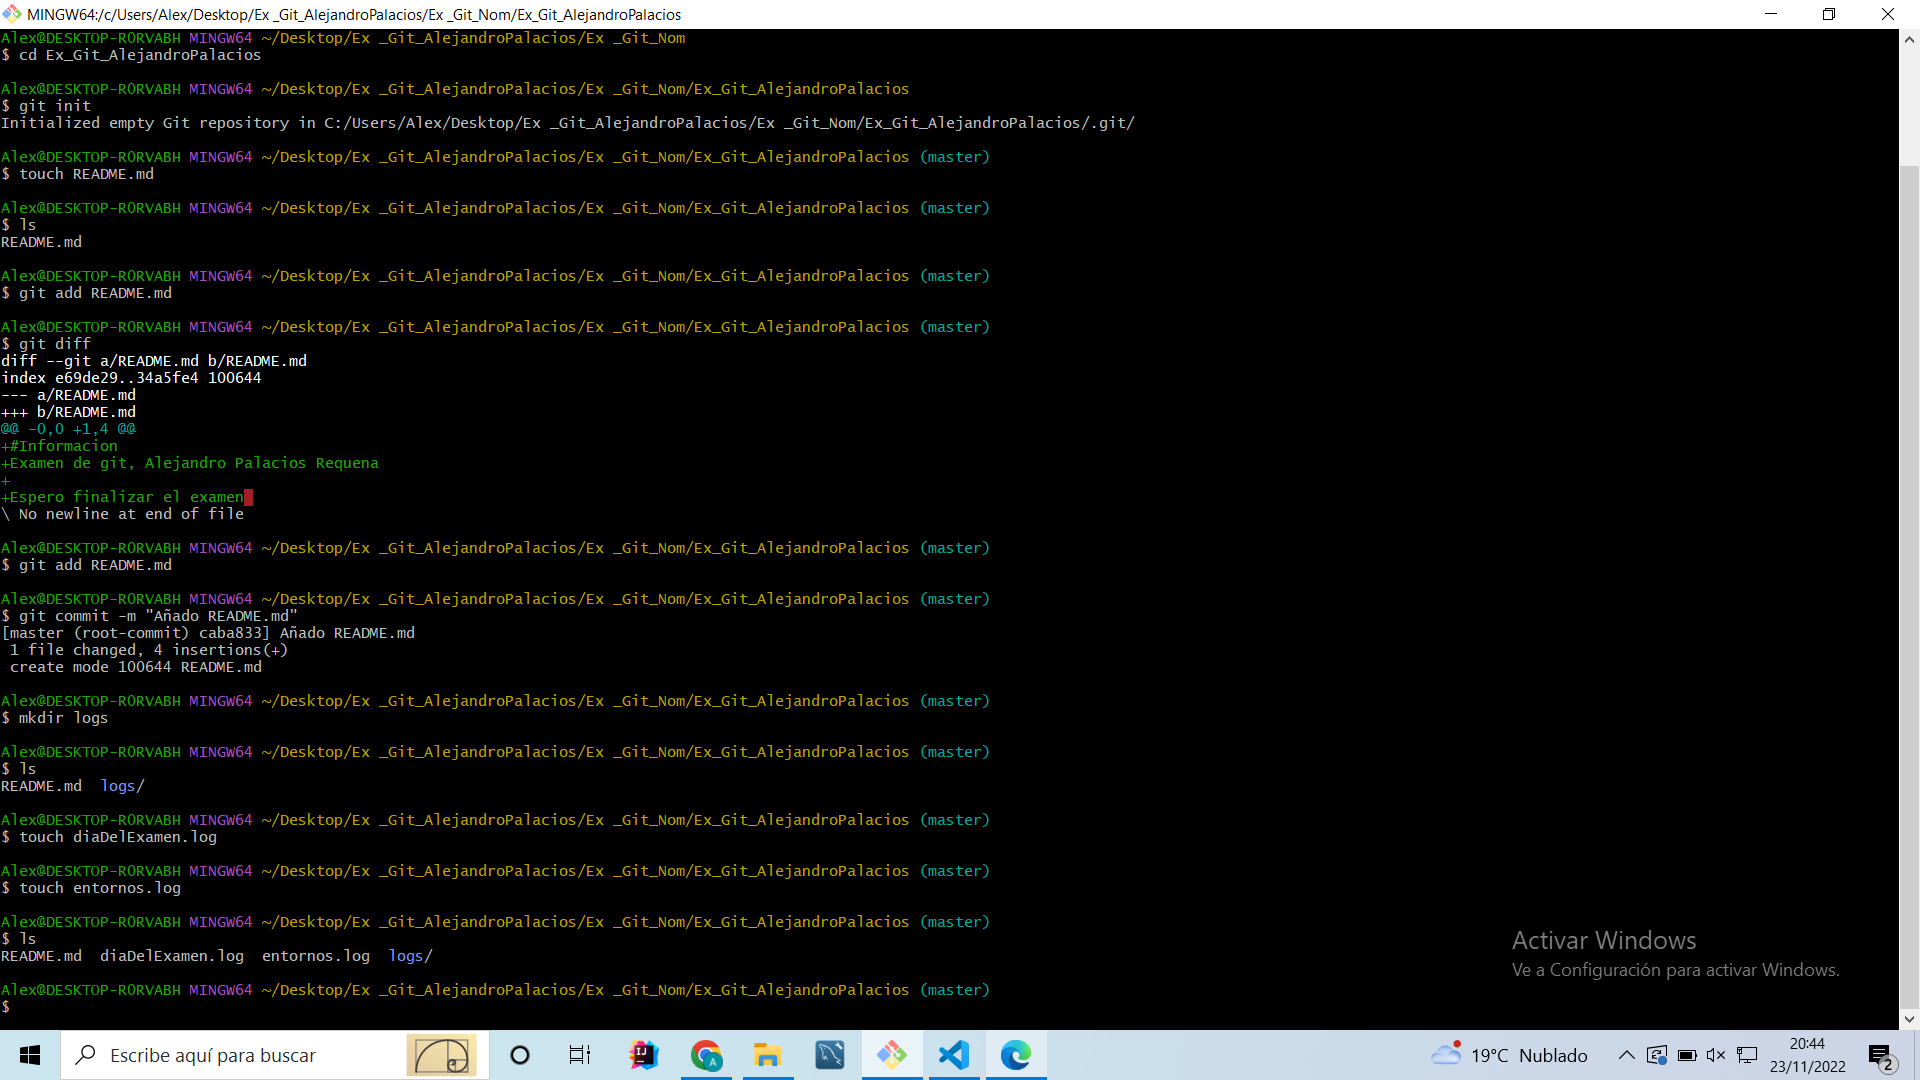 MINGW64:/c/Users/Alex/Desktop/Ex _Git_AlejandroPalacios/Ex _Git_Nom/Ex_Git_AlejandroPalacios
Alex@DESKTOP-RORVABH MINGW64 ~/Desktop/Ex _Git_AlejandroPalacios/Ex _Git_Nom
$ cd Ex_Git_AlejandroPalacios
Alex@DESKTOP-RORVABH MINGW64 ~/Desktop/Ex _Git_AlejandroPalacios/Ex _Git_Nom/Ex_Git_AlejandroPalacios
$ git init
Initialized empty Git repository in C:/Users/Alex/Desktop/Ex _Git_AlejandroPalacios/Ex _Git_Nom/Ex_Git_AlejandroPalacios/.git/
Alex@DESKTOP-RORVABH MINGW64 ~/Desktop/Ex _Git_AlejandroPalacios/Ex _Git_Nom/Ex_Git_AlejandroPalacios (master)
$ touch README.md
Alex@DESKTOP-RORVABH MINGW64 ~/Desktop/Ex _Git_AlejandroPalacios/Ex _Git_Nom/Ex_Git_AlejandroPalacios (master)
$ ls
README.md
Alex@DESKTOP-RORVABH MINGW64 ~/Desktop/Ex _Git_AlejandroPalacios/Ex _Git_Nom/Ex_Git_AlejandroPalacios (master)
$ git add README.md
Alex@DESKTOP-RORVABH MINGW64 ~/Desktop/Ex _Git_AlejandroPalacios/Ex _Git_Nom/Ex_Git_AlejandroPalacios (master)
$ git diff
diff --git a/README.md b/README.md
index e69de29..34a5fe4 100644
--- a/README.md
+++ b/README.md
@@ -0,0 +1,4 @@
+#Informacion
+Examen de git, Alejandro Palacios Requena
+
+Espero finalizar el examen
\ No newline at end of file
Alex@DESKTOP-RORVABH MINGW64 ~/Desktop/Ex _Git_AlejandroPalacios/Ex _Git_Nom/Ex_Git_AlejandroPalacios (master)
$ git add README.md
Alex@DESKTOP-RORVABH MINGW64 ~/Desktop/Ex _Git_AlejandroPalacios/Ex _Git_Nom/Ex_Git_AlejandroPalacios (master)
$ git commit -m "Añado README.md"
[master (root-commit) caba833] Añado README.md
1 file changed, 4 insertions(+)
create mode 100644 README.md
Alex@DESKTOP-RORVABH MINGW64 ~/Desktop/Ex _Git_AlejandroPalacios/Ex _Git_Nom/Ex_Git_AlejandroPalacios (master)
$ mkdir logs
Alex@DESKTOP-RORVABH MINGW64 ~/Desktop/Ex _Git_AlejandroPalacios/Ex _Git_Nom/Ex_Git_AlejandroPalacios (master)
$ ls
README.md logs/
Alex@DESKTOP-RORVABH MINGW64 ~/Desktop/Ex _Git_AlejandroPalacios/Ex _Git_Nom/Ex_Git_AlejandroPalacios (master)
$ touch diaDelExamen.log
Alex@DESKTOP-RORVABH MINGW64 ~/Desktop/Ex _Git_AlejandroPalacios/Ex _Git_Nom/Ex_Git_AlejandroPalacios (master)
$ touch entornos.log
Alex@DESKTOP-RORVABH MINGW64 ~/Desktop/Ex _Git_AlejandroPalacios/Ex _Git_Nom/Ex_Git_AlejandroPalacios (master)
$ ls
README.md diaDelExamen.log entornos.log logs/
Alex@DESKTOP-RORVABH MINGW64 ~/Desktop/Ex _Git_AlejandroPalacios/Ex _Git_Nom/Ex_Git_AlejandroPalacios (master)
$
Activar Windows
Ve a Configuración para activar Windows.
Escribe aquí para buscar
IJ
A
19°C Nublado
20:44
23/11/2022
2